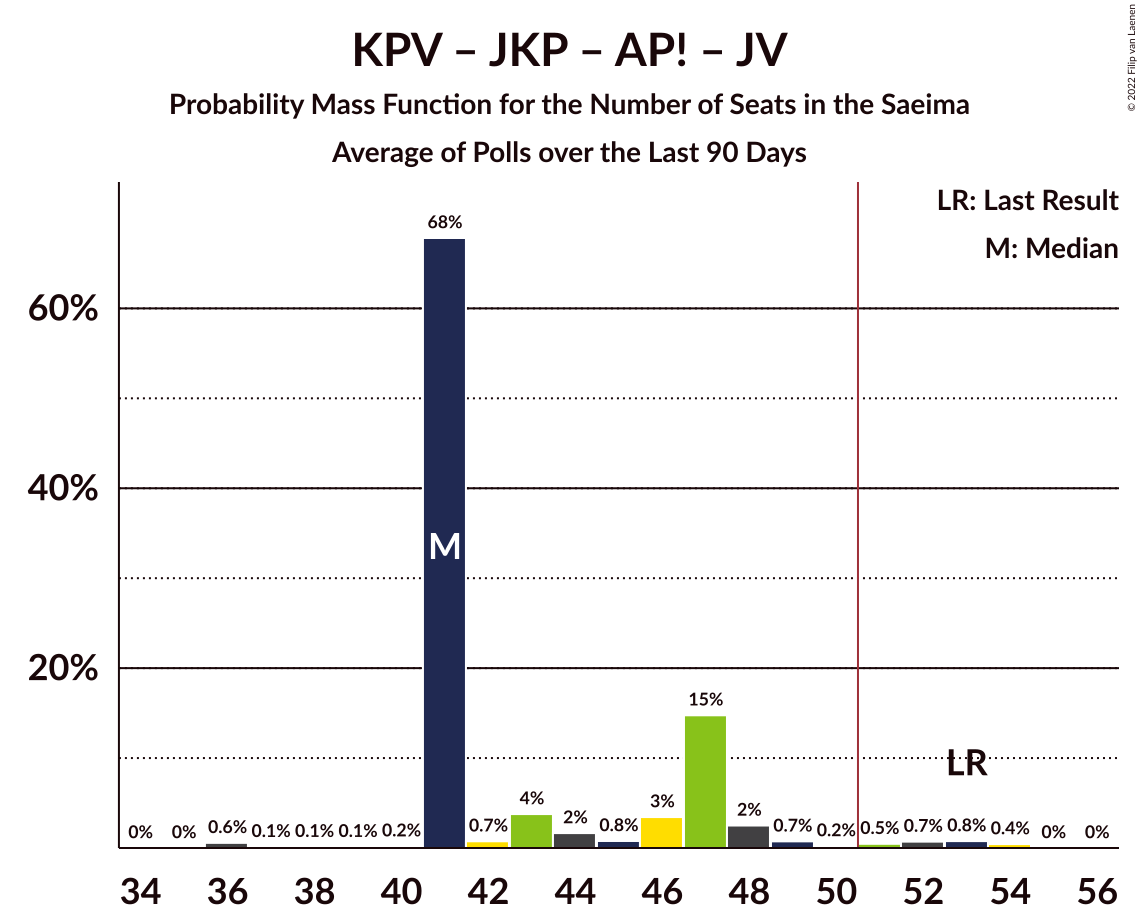 KPV – JKP – AP! – JV
Probability Mass Function for the Number of Seats in the Saeima
Average of Polls over the Last 90 Days
© 2022 Filip van Laenen
LR: Last Result
M: Median
60%
40%
20%
0% 0% 0.6% 0.1% 0.1% 0.1% 0.2% 68% 0.7% 4% 2% 0.8% 3% 15% 2% 0.7% 0.2% 0.5% 0.7% 0.8% 0.4% 0% 0%
M
LR
34 36 38 40 42 44 46 48 50 52 54 56